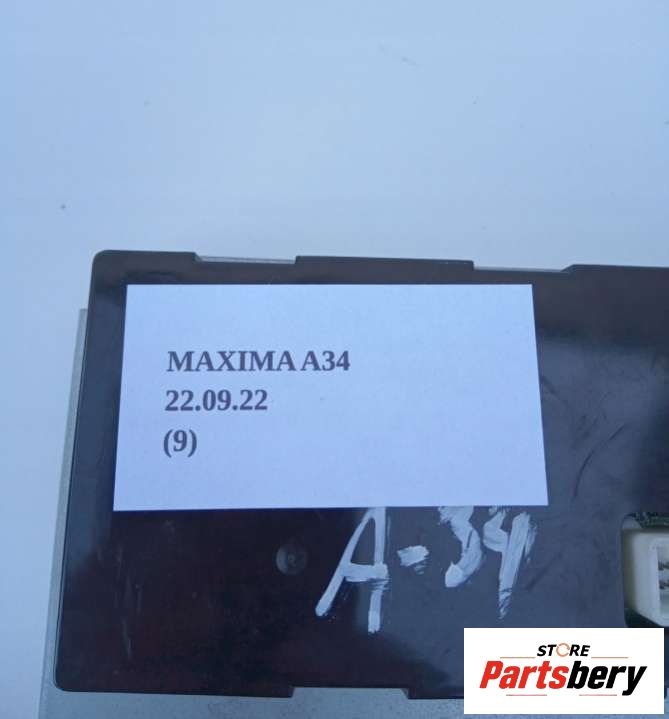 MAXIMA A34
22.09.22
(9)
A-34
STORE
Partsbery